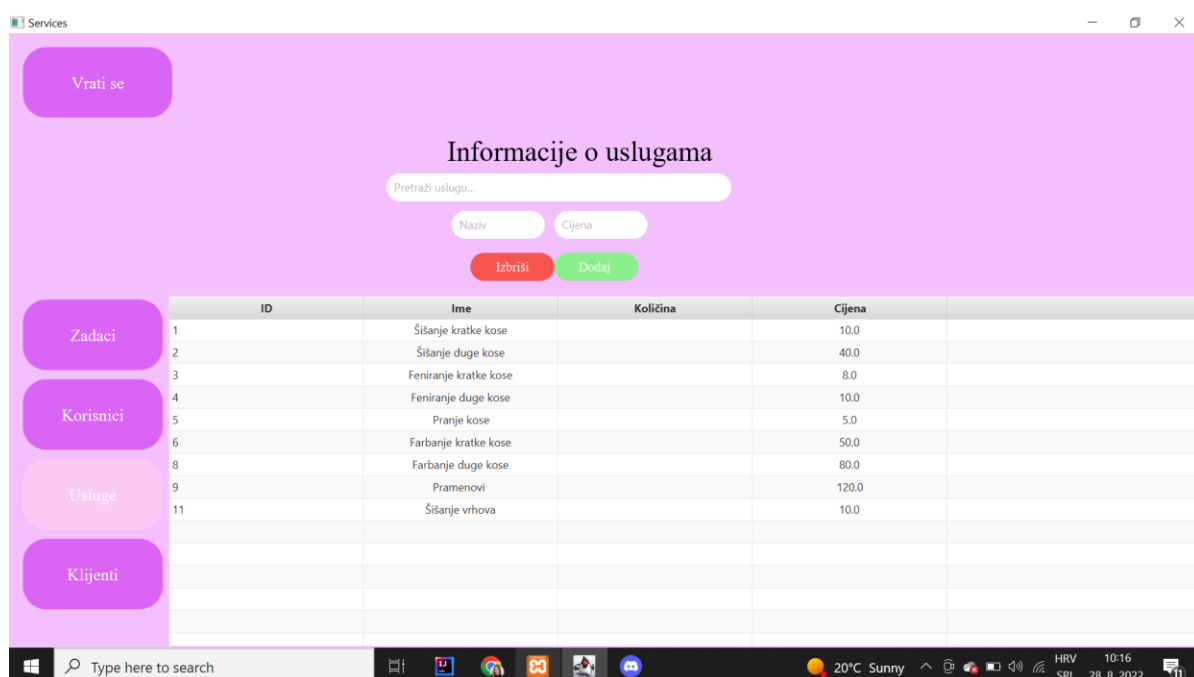 Services
Vrati se
Informacije o uslugama
Pretraži uslugu...
Naziv Cijena
Izbriši Dodaj
Zadaci
Korisnici
Usluge
Klijenti
ID Ime Količina Cijena
1 Šišanje kratke kose 10.0
2 Šišanje duge kose 40.0
3 Feniranje kratke kose 8.0
4 Feniranje duge kose 10.0
5 Pranje kose 5.0
6 Farbanje kratke kose 50.0
8 Farbanje duge kose 80.0
9 Pramenovi 120.0
11 Šišanje vrhova 10.0
Type here to search
20°C Sunny
HRV 10:16
SRI 28. 8. 2022
11